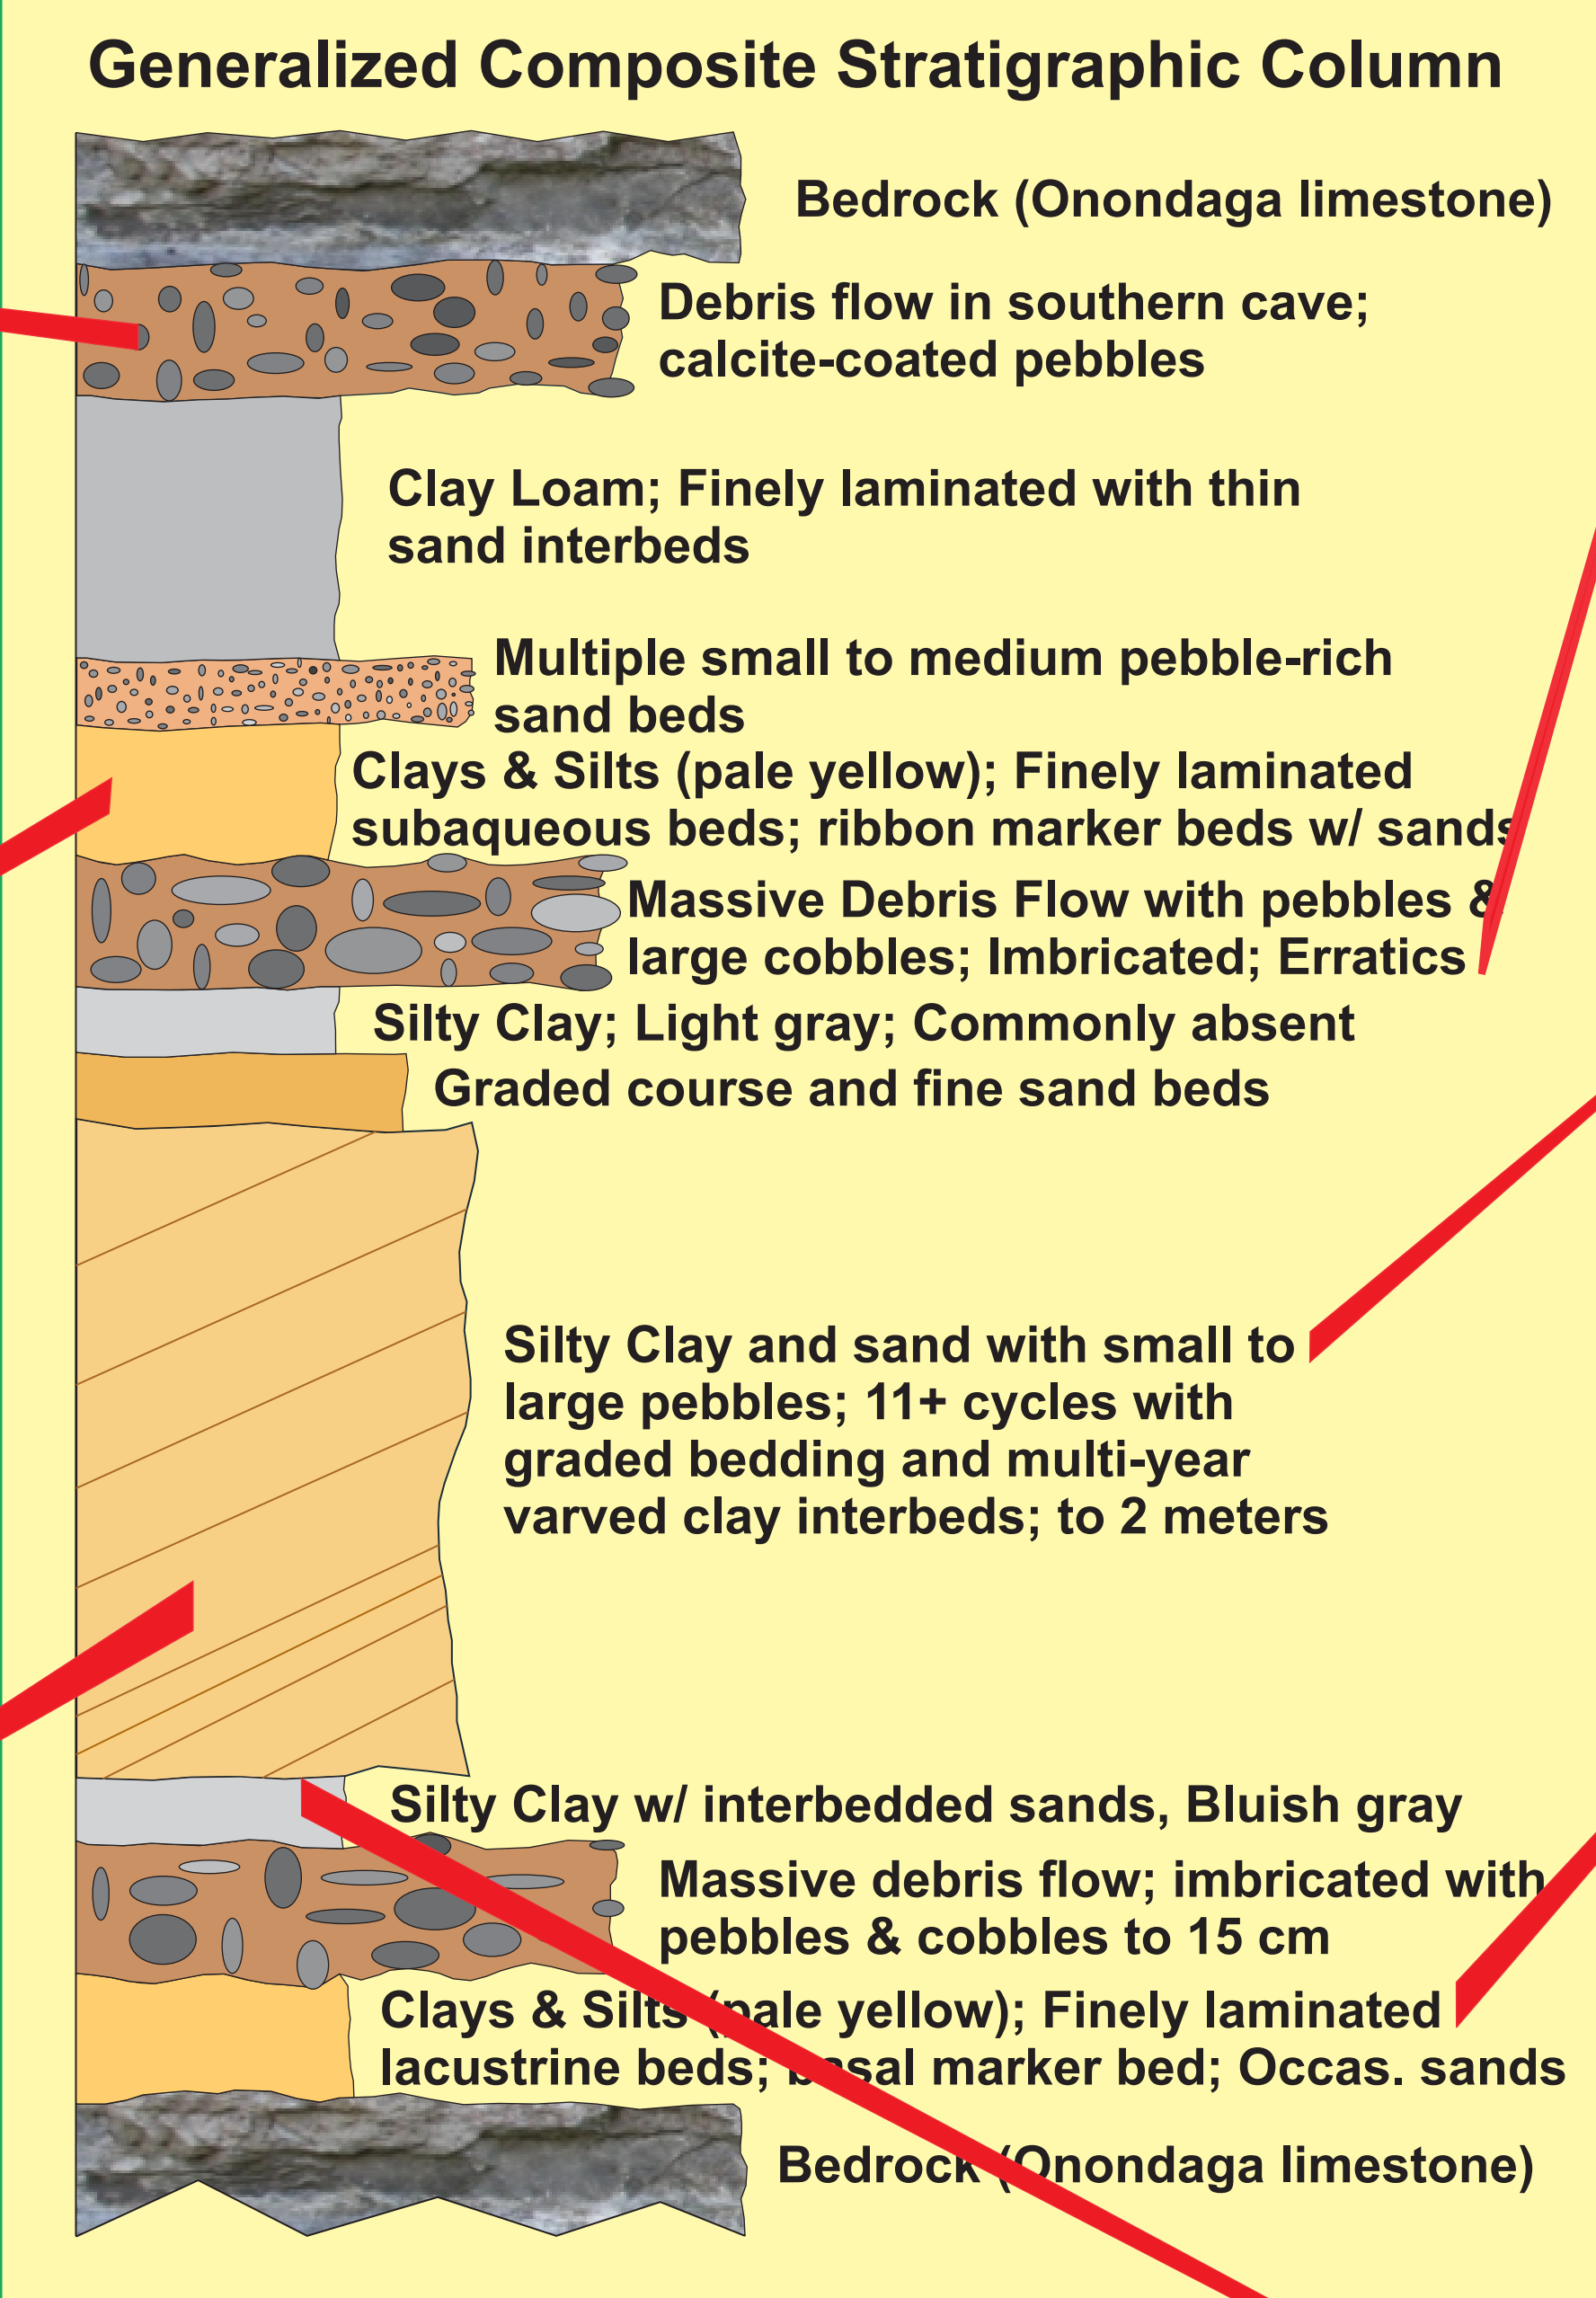 Generalized Composite Stratigraphic Column
Bedrock (Onondaga limestone)
Debris flow in southern cave;
calcite-coated pebbles
Clay Loam; Finely laminated with thin
sand interbeds
Multiple small to medium pebble-rich
sand beds
Clays & Silts (pale yellow); Finely laminated
subaqueous beds; ribbon marker beds w/ sands
Massive Debris Flow with pebbles &
large cobbles; Imbricated; Erratics
Silty Clay; Light gray; Commonly absent
Graded course and fine sand beds
Silty Clay and sand with small to
large pebbles; 11+ cycles with
graded bedding and multi-year
varved clay interbeds; to 2 meters
Silty Clay w/ interbedded sands, Bluish gray
Massive debris flow; imbricated with
pebbles & cobbles to 15 cm
Clays & Silts (pale yellow); Finely laminated
lacustrine beds; basal marker bed; Occas. sands
Bedrock (Onondaga limestone)